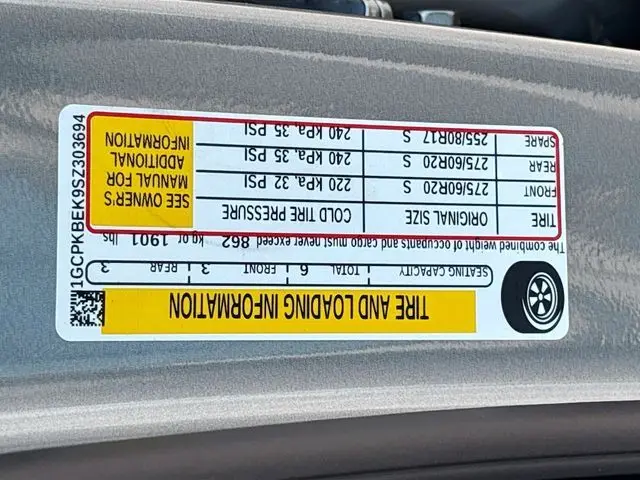 TIRE AND LOADING INFORMATION
SEATING CAPACITY TOTAL 6 FRONT 3 REAR 3
The combined weight of occupants and cargo must never exceed 862 kg or 1901 lbs
TIRE ORIGINAL SIZE COLD TIRE PRESSURE
FRONT 275/60R20 S 220 kPa, 32 PSI
REAR 275/60R20 S 240 kPa, 35 PSI
SPARE 255/80R17 S 240 kPa, 35 PSI
SEE OWNER'S
MANUAL FOR
ADDITIONAL
INFORMATION
1GCPKBEK9SZ303694